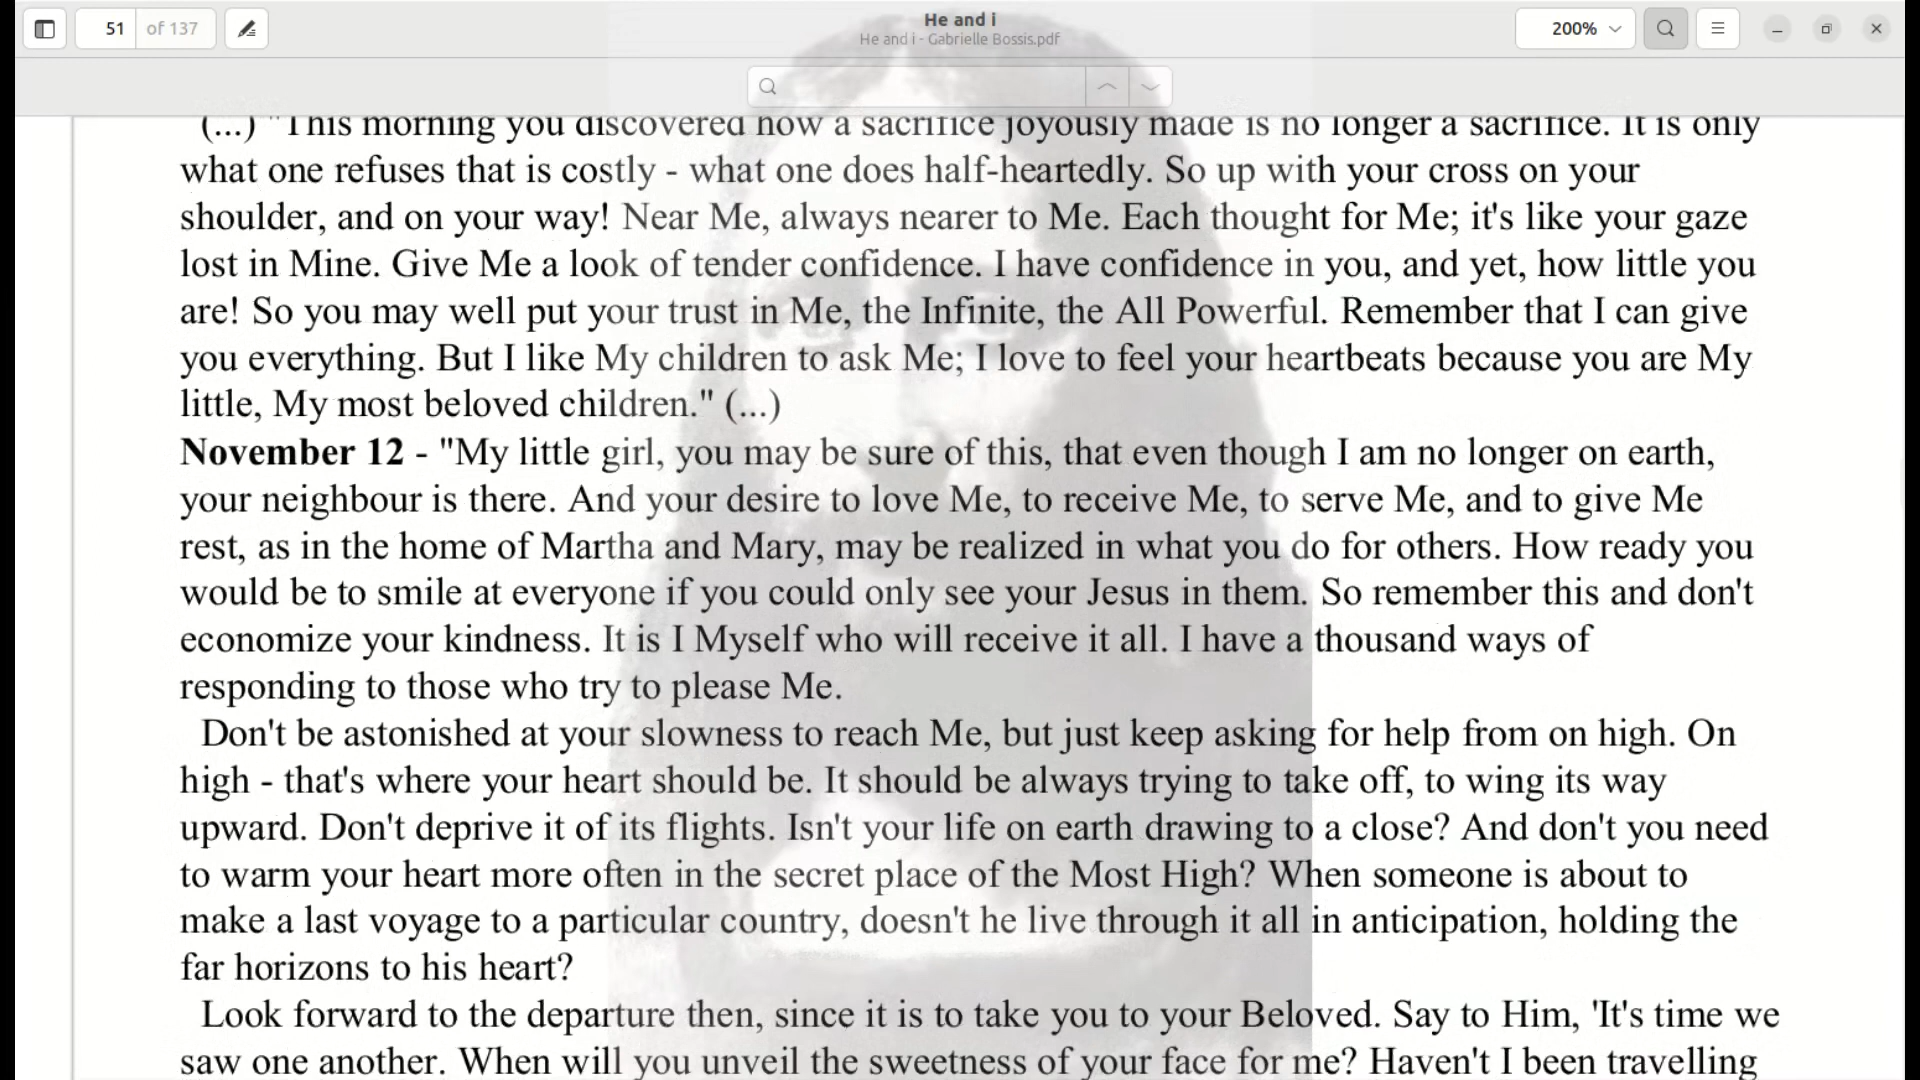 51
of 137
He and i
He and i - Gabrielle Bossis.pdf
200%
(...) "This morning you discovered how a sacrifice joyously made is no longer a sacrifice. It is only
what one refuses that is costly - what one does half-heartedly. So up with your cross on your
shoulder, and on your way! Near Me, always nearer to Me. Each thought for Me; it's like your gaze
lost in Mine. Give Me a look of tender confidence. I have confidence in you, and yet, how little you
are! So you may well put your trust in Me, the Infinite, the All Powerful. Remember that I can give
you everything. But I like My children to ask Me; I love to feel your heartbeats because you are My
little, My most beloved children." (...)
November 12 - "My little girl, you may be sure of this, that even though I am no longer on earth,
your neighbour is there. And your desire to love Me, to receive Me, to serve Me, and to give Me
rest, as in the home of Martha and Mary, may be realized in what you do for others. How ready you
would be to smile at everyone if you could only see your Jesus in them. So remember this and don't
economize your kindness. It is I Myself who will receive it all. I have a thousand ways of
responding to those who try to please Me.
Don't be astonished at your slowness to reach Me, but just keep asking for help from on high. On
high - that's where your heart should be. It should be always trying to take off, to wing its way
upward. Don't deprive it of its flights. Isn't your life on earth drawing to a close? And don't you need
to warm your heart more often in the secret place of the Most High? When someone is about to
make a last voyage to a particular country, doesn't he live through it all in anticipation, holding the
far horizons to his heart?
Look forward to the departure then, since it is to take you to your Beloved. Say to Him, 'It's time we
saw one another. When will you unveil the sweetness of your face for me? Haven't I been travelling